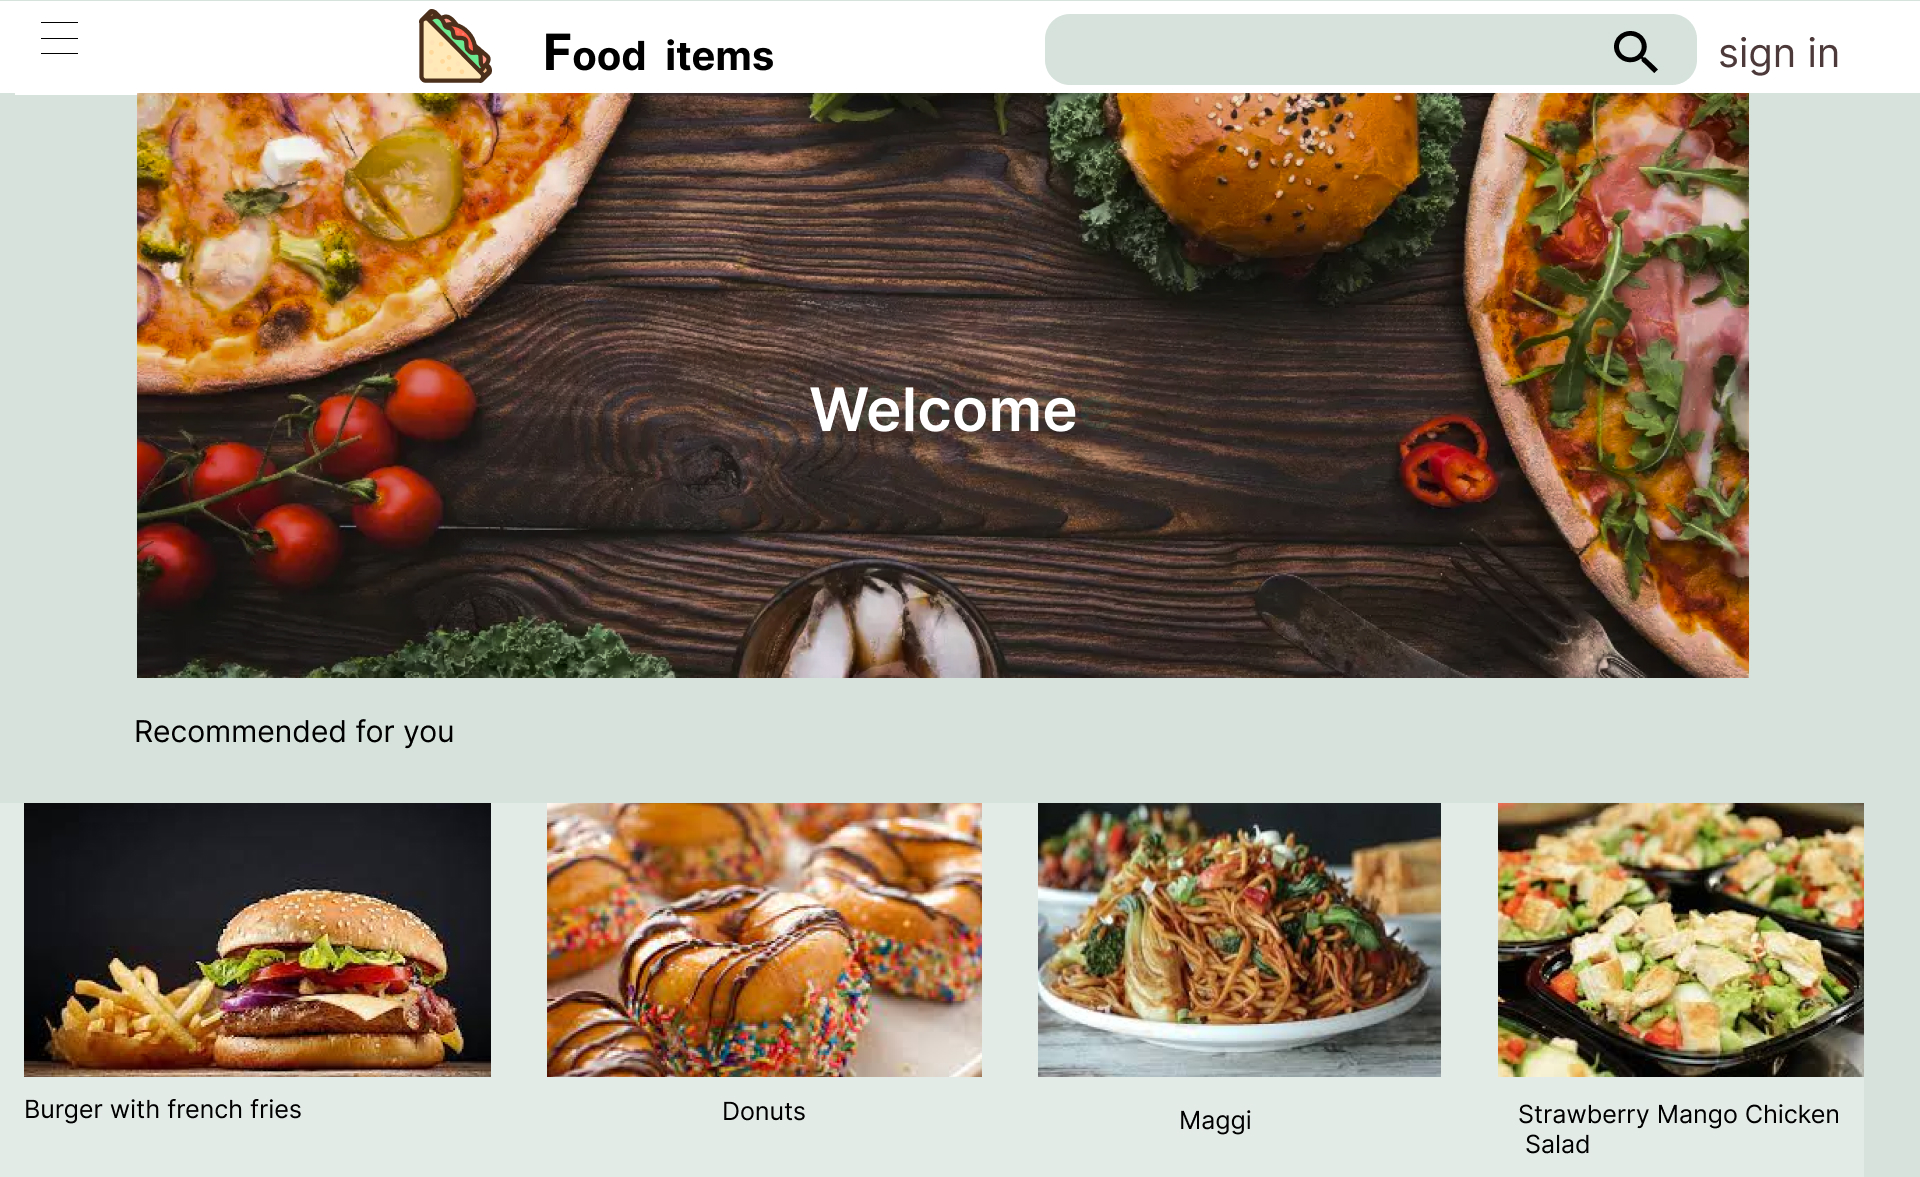 Food items
sign in
Welcome
Recommended for you
Burger with french fries
Donuts
Maggi
Strawberry Mango Chicken
Salad